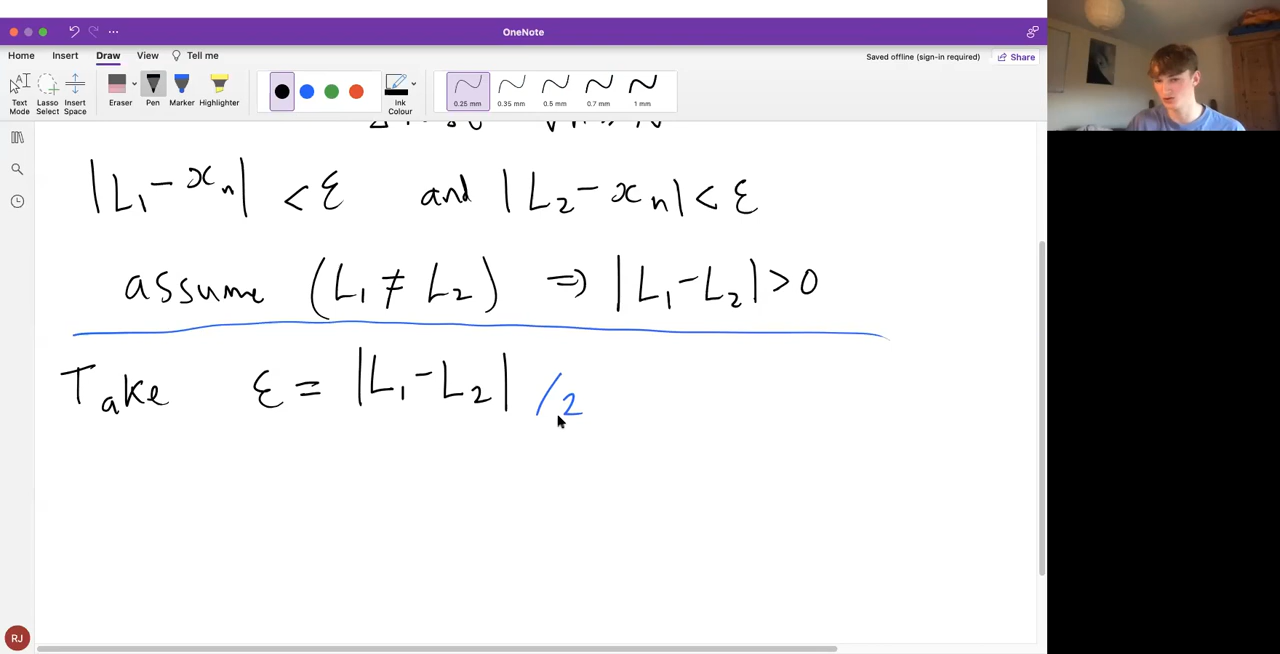 OneNote
Home Insert Draw View Tell me
Saved offline (sign-in required) Share
Text Mode Lasso Select Insert Space Eraser Pen Marker Highlighter Ink Colour 0.25 mm 0.35 mm 0.5 mm 0.7 mm 1 mm
|L₁ - xₙ| < ε and |L₂ - xₙ| < ε
assume (L₁ ≠ L₂) ⇒ |L₁ - L₂| > 0
Take ε = |L₁ - L₂| /2
RJ